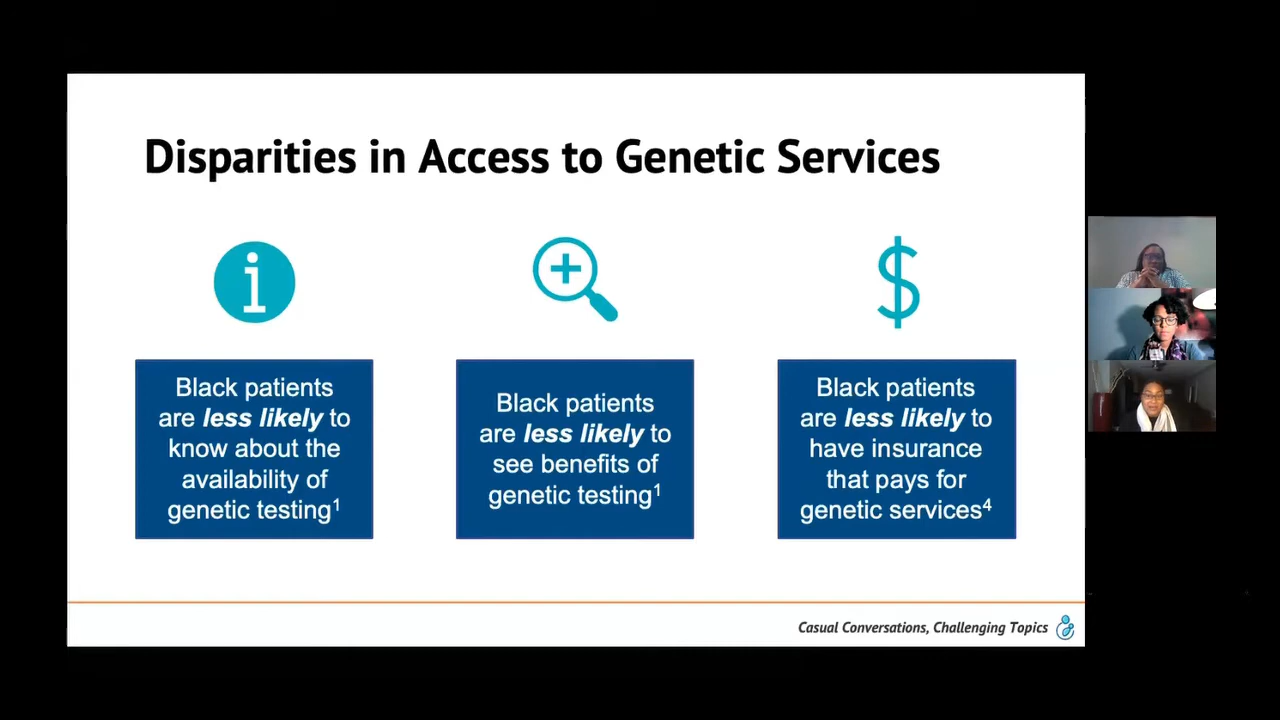 Disparities in Access to Genetic Services
i
$
Black patients
are less likely to
know about the
availability of
genetic testing1
Black patients
are less likely to
see benefits of
genetic testing1
Black patients
are less likely to
have insurance
that pays for
genetic services4
Casual Conversations, Challenging Topics